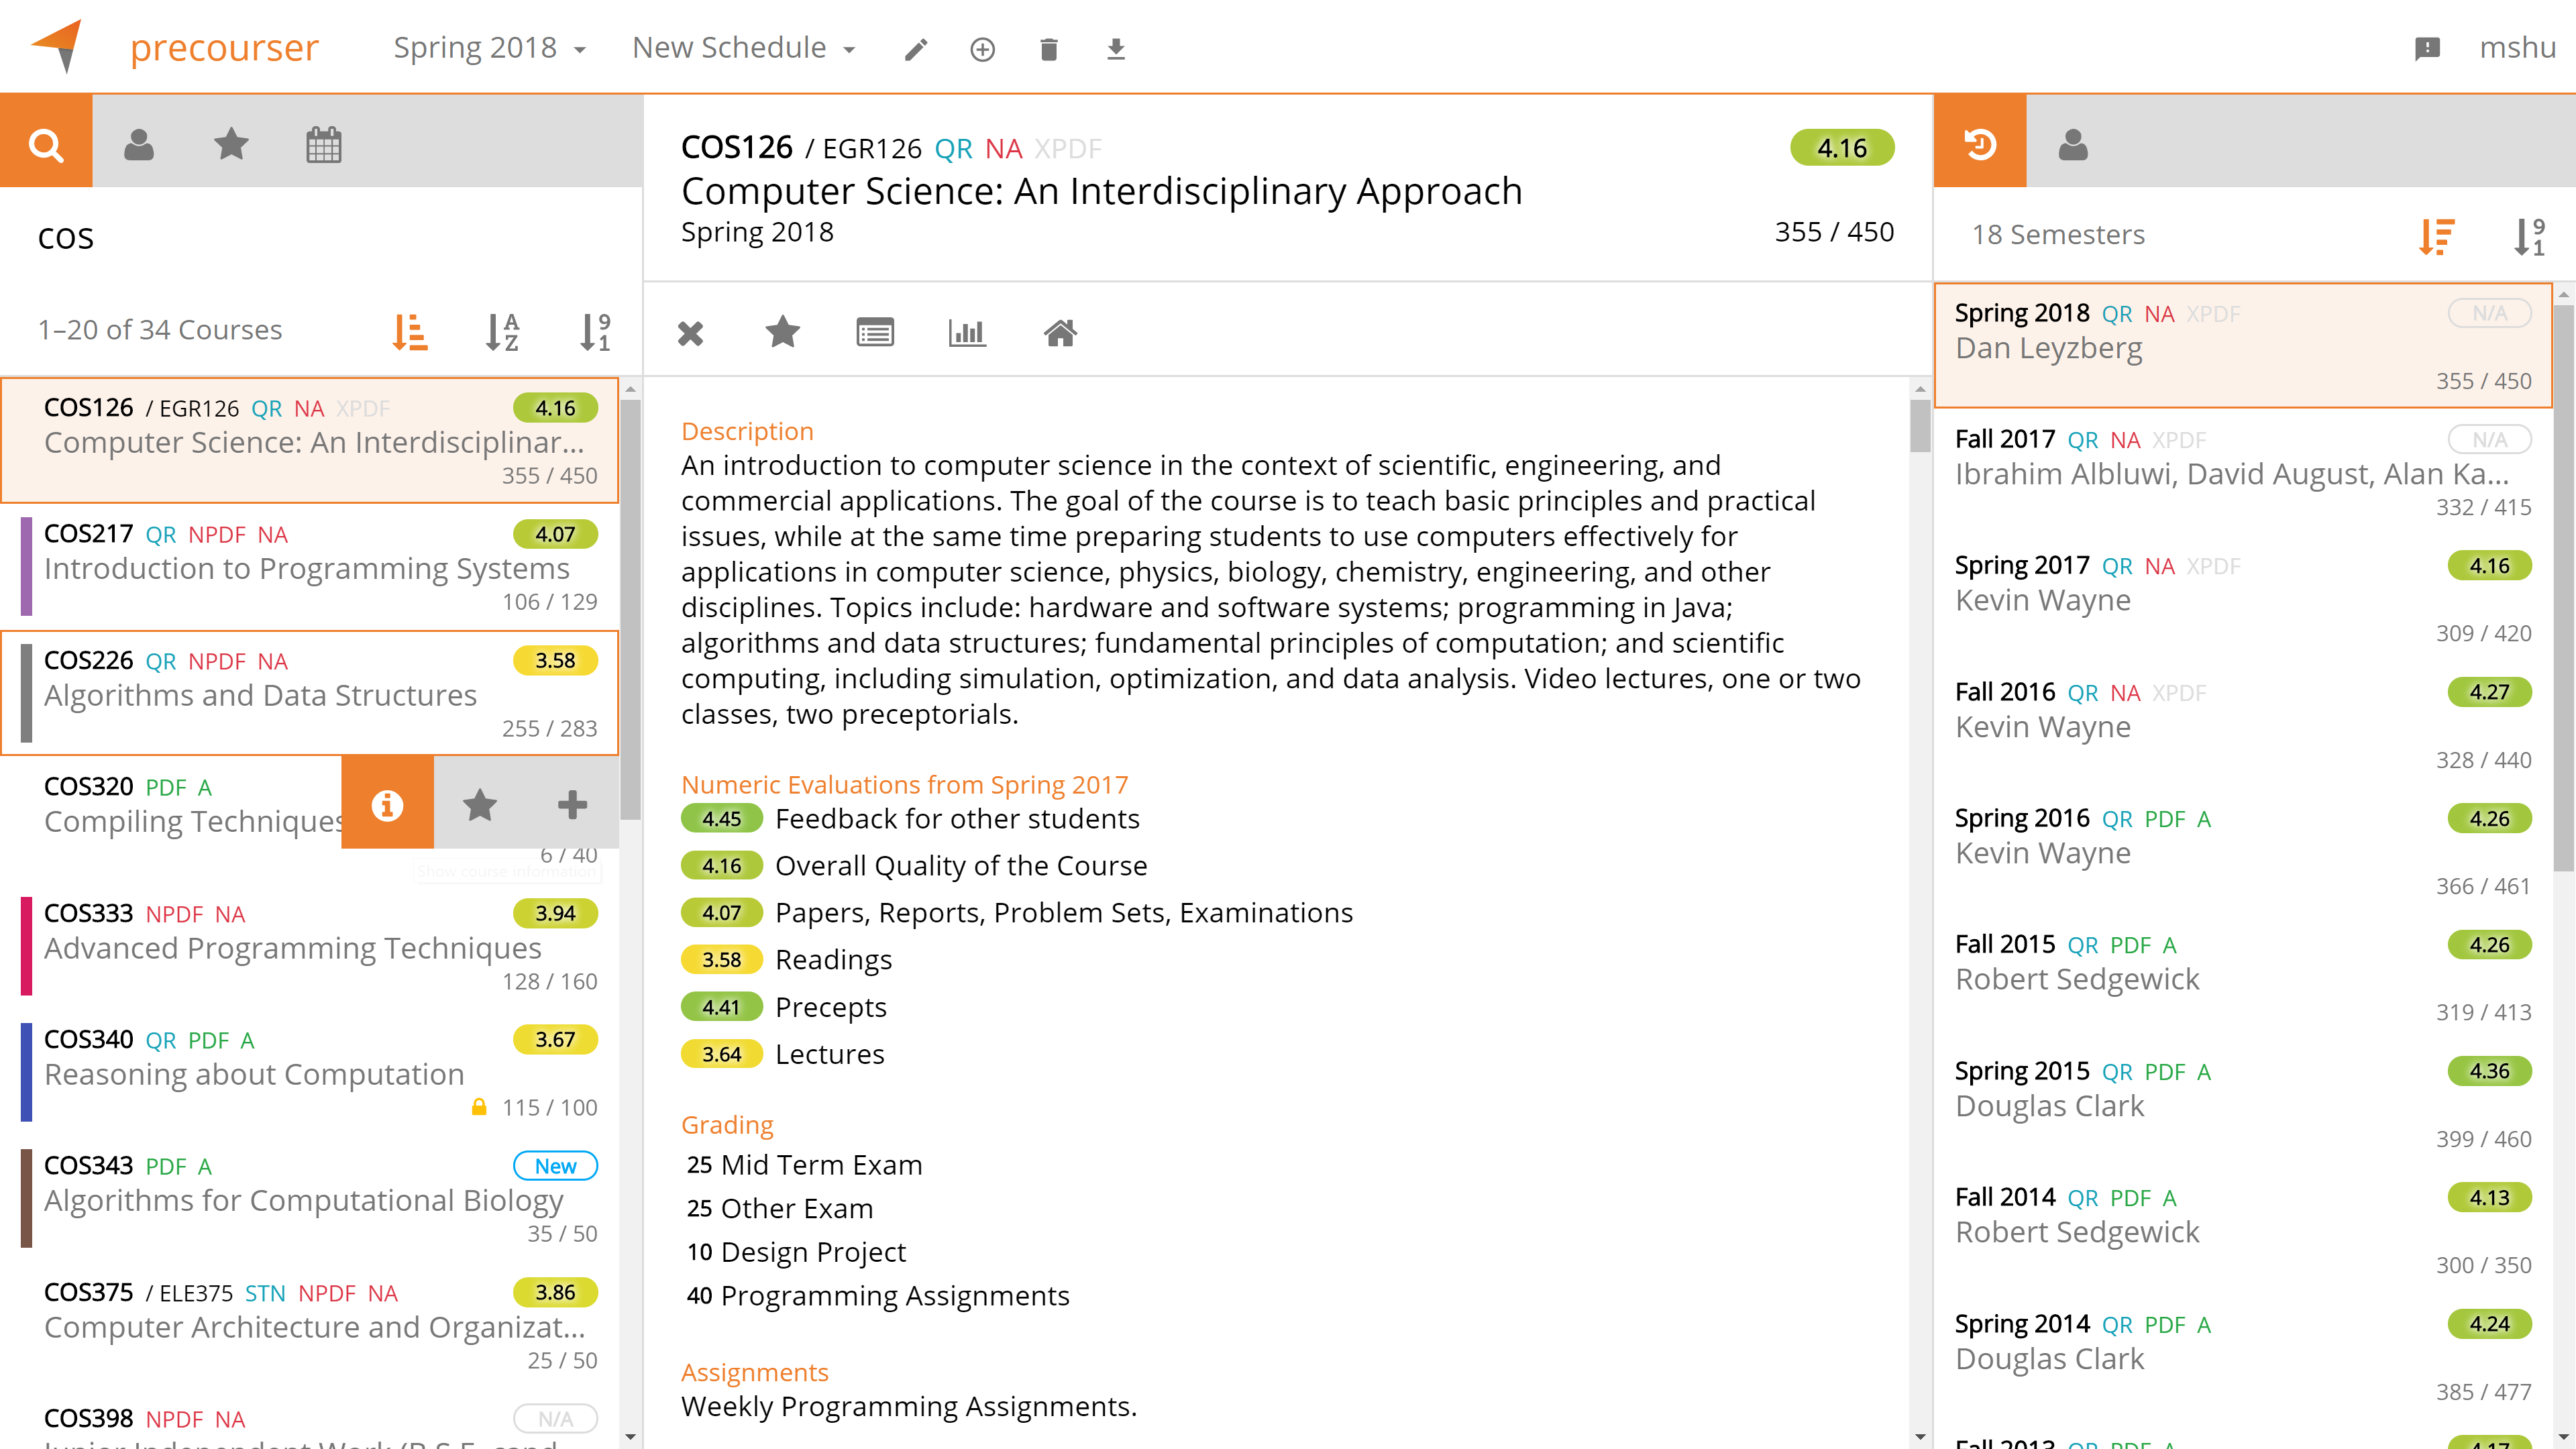 precourser
Spring 2018
New Schedule
mshu
cos
1–20 of 34 Courses
COS126 / EGR126 QR NA XPDF 4.16
Computer Science: An Interdisciplinar...
355 / 450
COS217 QR NPDF NA 4.07
Introduction to Programming Systems
106 / 129
COS226 QR NPDF NA 3.58
Algorithms and Data Structures
255 / 283
COS320 PDF A
Compiling Techniques
6 / 40
Show course information
COS333 NPDF NA 3.94
Advanced Programming Techniques
128 / 160
COS340 QR PDF A 3.67
Reasoning about Computation
115 / 100
COS343 PDF A New
Algorithms for Computational Biology
35 / 50
COS375 / ELE375 STN NPDF NA 3.86
Computer Architecture and Organizat...
25 / 50
COS398 NPDF NA N/A
Junior Independent Work (B.S.E.
COS126 / EGR126 QR NA XPDF 4.16
Computer Science: An Interdisciplinary Approach
Spring 2018 355 / 450
Description
An introduction to computer science in the context of scientific, engineering, and
commercial applications. The goal of the course is to teach basic principles and practical
issues, while at the same time preparing students to use computers effectively for
applications in computer science, physics, biology, chemistry, engineering, and other
disciplines. Topics include: hardware and software systems; programming in Java;
algorithms and data structures; fundamental principles of computation; and scientific
computing, including simulation, optimization, and data analysis. Video lectures, one or two
classes, two preceptorials.
Numeric Evaluations from Spring 2017
4.45 Feedback for other students
4.16 Overall Quality of the Course
4.07 Papers, Reports, Problem Sets, Examinations
3.58 Readings
4.41 Precepts
3.64 Lectures
Grading
25 Mid Term Exam
25 Other Exam
10 Design Project
40 Programming Assignments
Assignments
Weekly Programming Assignments.
18 Semesters
Spring 2018 QR NA XPDF N/A
Dan Leyzberg
355 / 450
Fall 2017 QR NA XPDF N/A
Ibrahim Albluwi, David August, Alan Ka...
332 / 415
Spring 2017 QR NA XPDF 4.16
Kevin Wayne
309 / 420
Fall 2016 QR NA XPDF 4.27
Kevin Wayne
328 / 440
Spring 2016 QR PDF A 4.26
Kevin Wayne
366 / 461
Fall 2015 QR PDF A 4.26
Robert Sedgewick
319 / 413
Spring 2015 QR PDF A 4.36
Douglas Clark
399 / 460
Fall 2014 QR PDF A 4.13
Robert Sedgewick
300 / 350
Spring 2014 QR PDF A 4.24
Douglas Clark
385 / 477
Fall 2013 QR PDF A 4.17